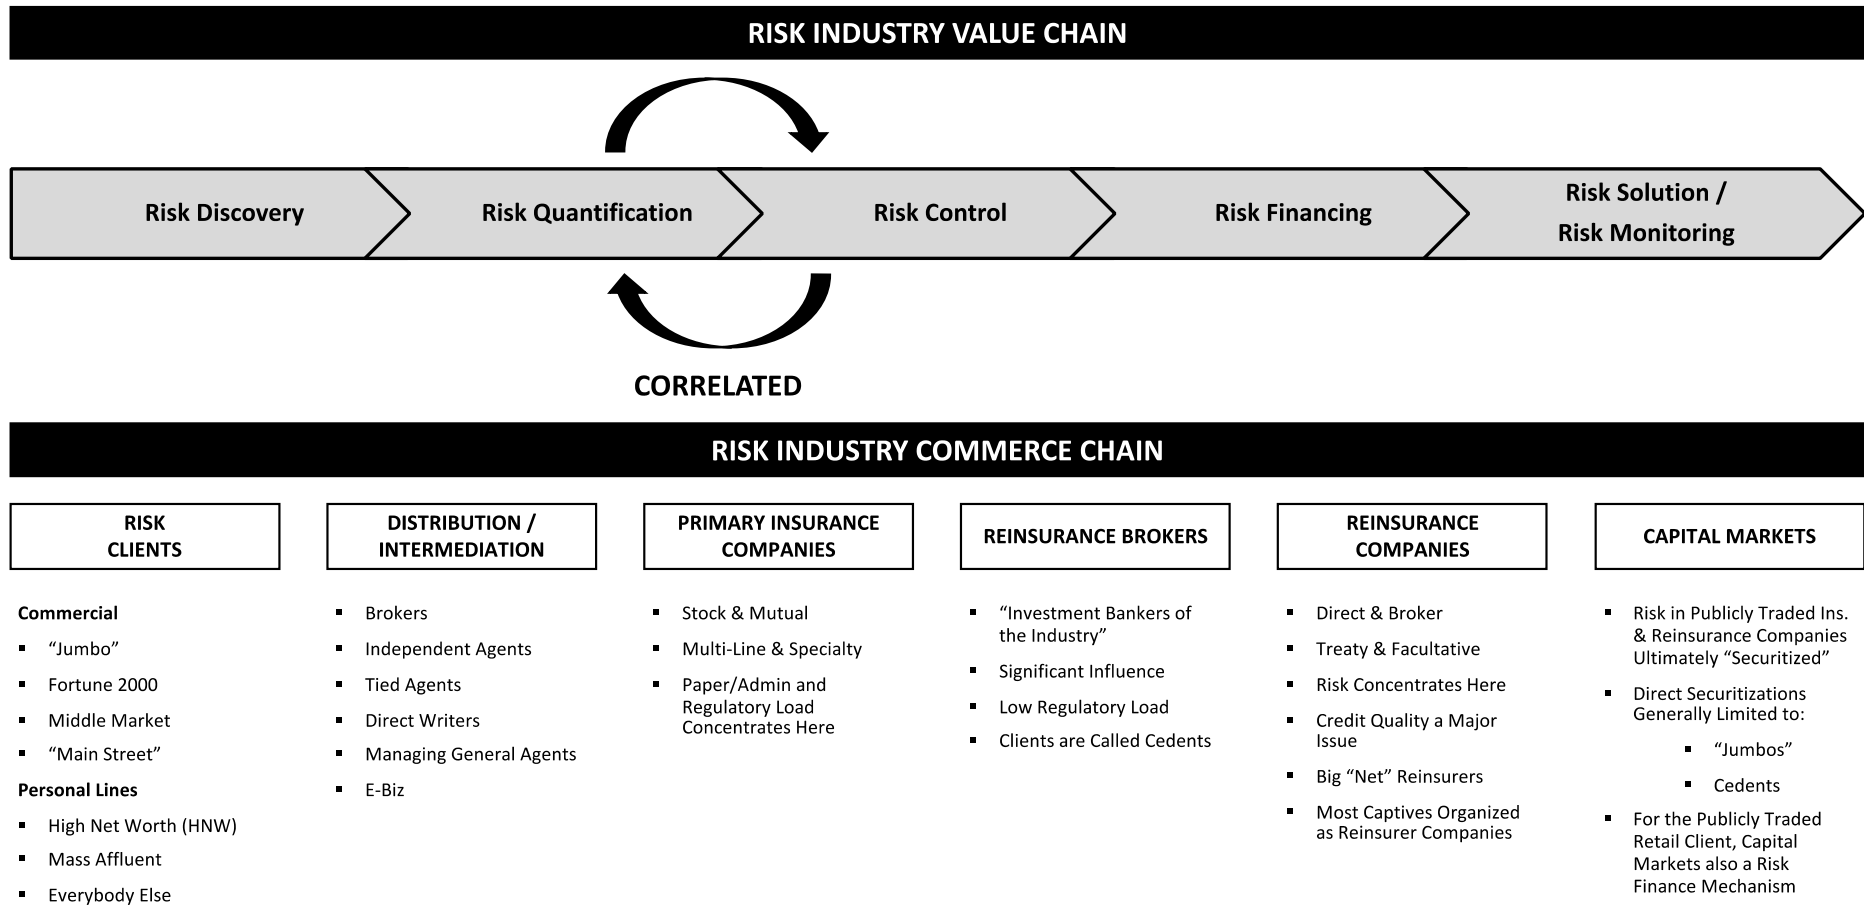 RISK INDUSTRY VALUE CHAIN
Risk Discovery
Risk Quantification
Risk Control
Risk Financing
Risk Solution /
Risk Monitoring
CORRELATED
RISK INDUSTRY COMMERCE CHAIN
RISK
CLIENTS
Commercial
▪ “Jumbo”
▪ Fortune 2000
▪ Middle Market
▪ “Main Street”
Personal Lines
▪ High Net Worth (HNW)
▪ Mass Affluent
▪ Everybody Else
DISTRIBUTION /
INTERMEDIATION
▪ Brokers
▪ Independent Agents
▪ Tied Agents
▪ Direct Writers
▪ Managing General Agents
▪ E-Biz
PRIMARY INSURANCE
COMPANIES
▪ Stock & Mutual
▪ Multi-Line & Specialty
▪ Paper/Admin and
Regulatory Load
Concentrates Here
REINSURANCE BROKERS
▪ “Investment Bankers of
the Industry”
▪ Significant Influence
▪ Low Regulatory Load
▪ Clients are Called Cedents
REINSURANCE
COMPANIES
▪ Direct & Broker
▪ Treaty & Facultative
▪ Risk Concentrates Here
▪ Credit Quality a Major
Issue
▪ Big “Net” Reinsurers
▪ Most Captives Organized
as Reinsurer Companies
CAPITAL MARKETS
▪ Risk in Publicly Traded Ins.
& Reinsurance Companies
Ultimately “Securitized”
▪ Direct Securitizations
Generally Limited to:
▪ “Jumbos”
▪ Cedents
▪ For the Publicly Traded
Retail Client, Capital
Markets also a Risk
Finance Mechanism